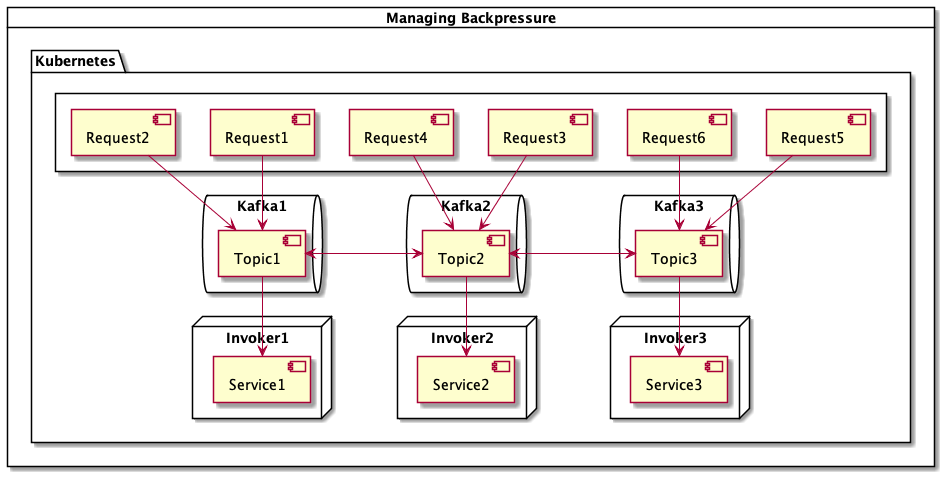 Managing Backpressure
Kubernetes
Request2
Request1
Request4
Request3
Request6
Request5
Kafka1
Kafka2
Kafka3
Topic1
Topic2
Topic3
Invoker1
Invoker2
Invoker3
Service1
Service2
Service3